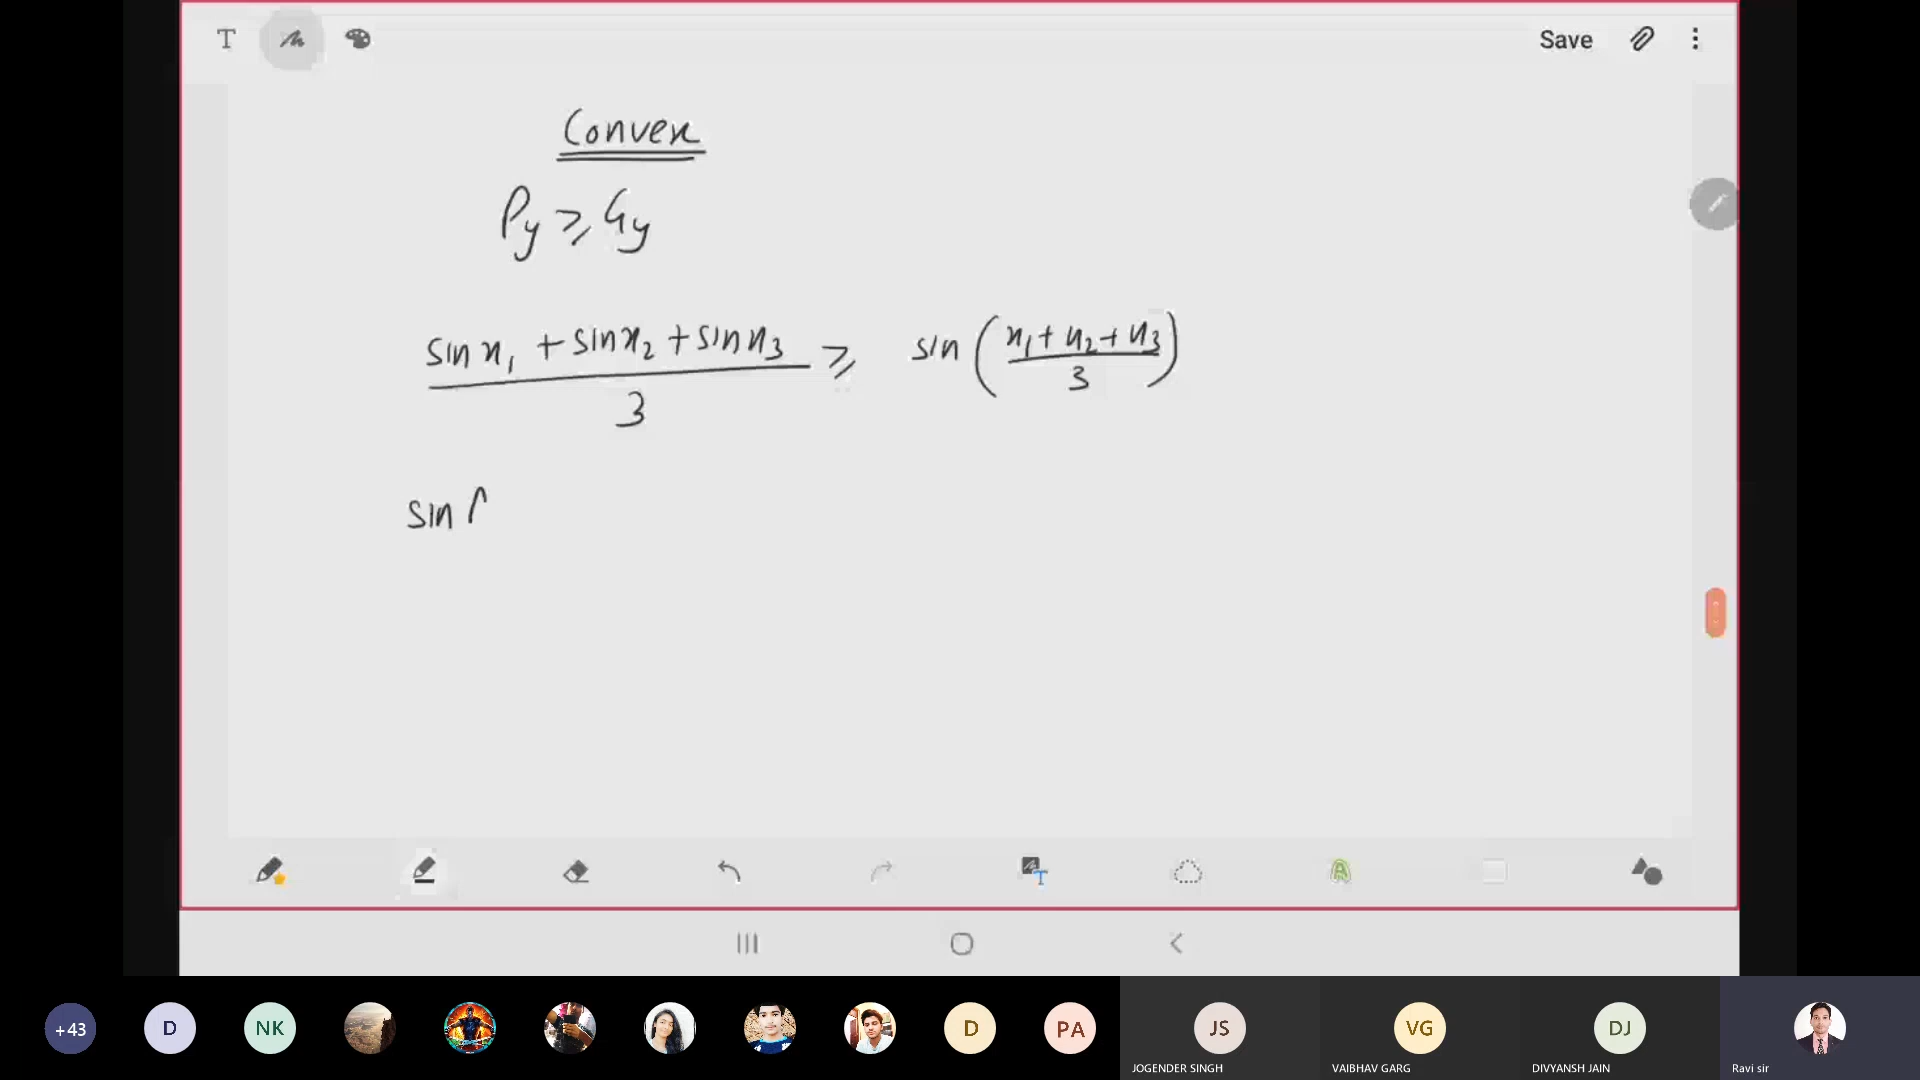 T Save
Convex
Py ⩾ Gy
sin x₁ + sin x₂ + sin x₃ ⩾ sin ( x₁ + x₂ + x₃ )
3 3
sin A
+43 D NK D PA JS VG DJ
JOGENDER SINGH VAIBHAV GARG DIVYANSH JAIN Ravi sir